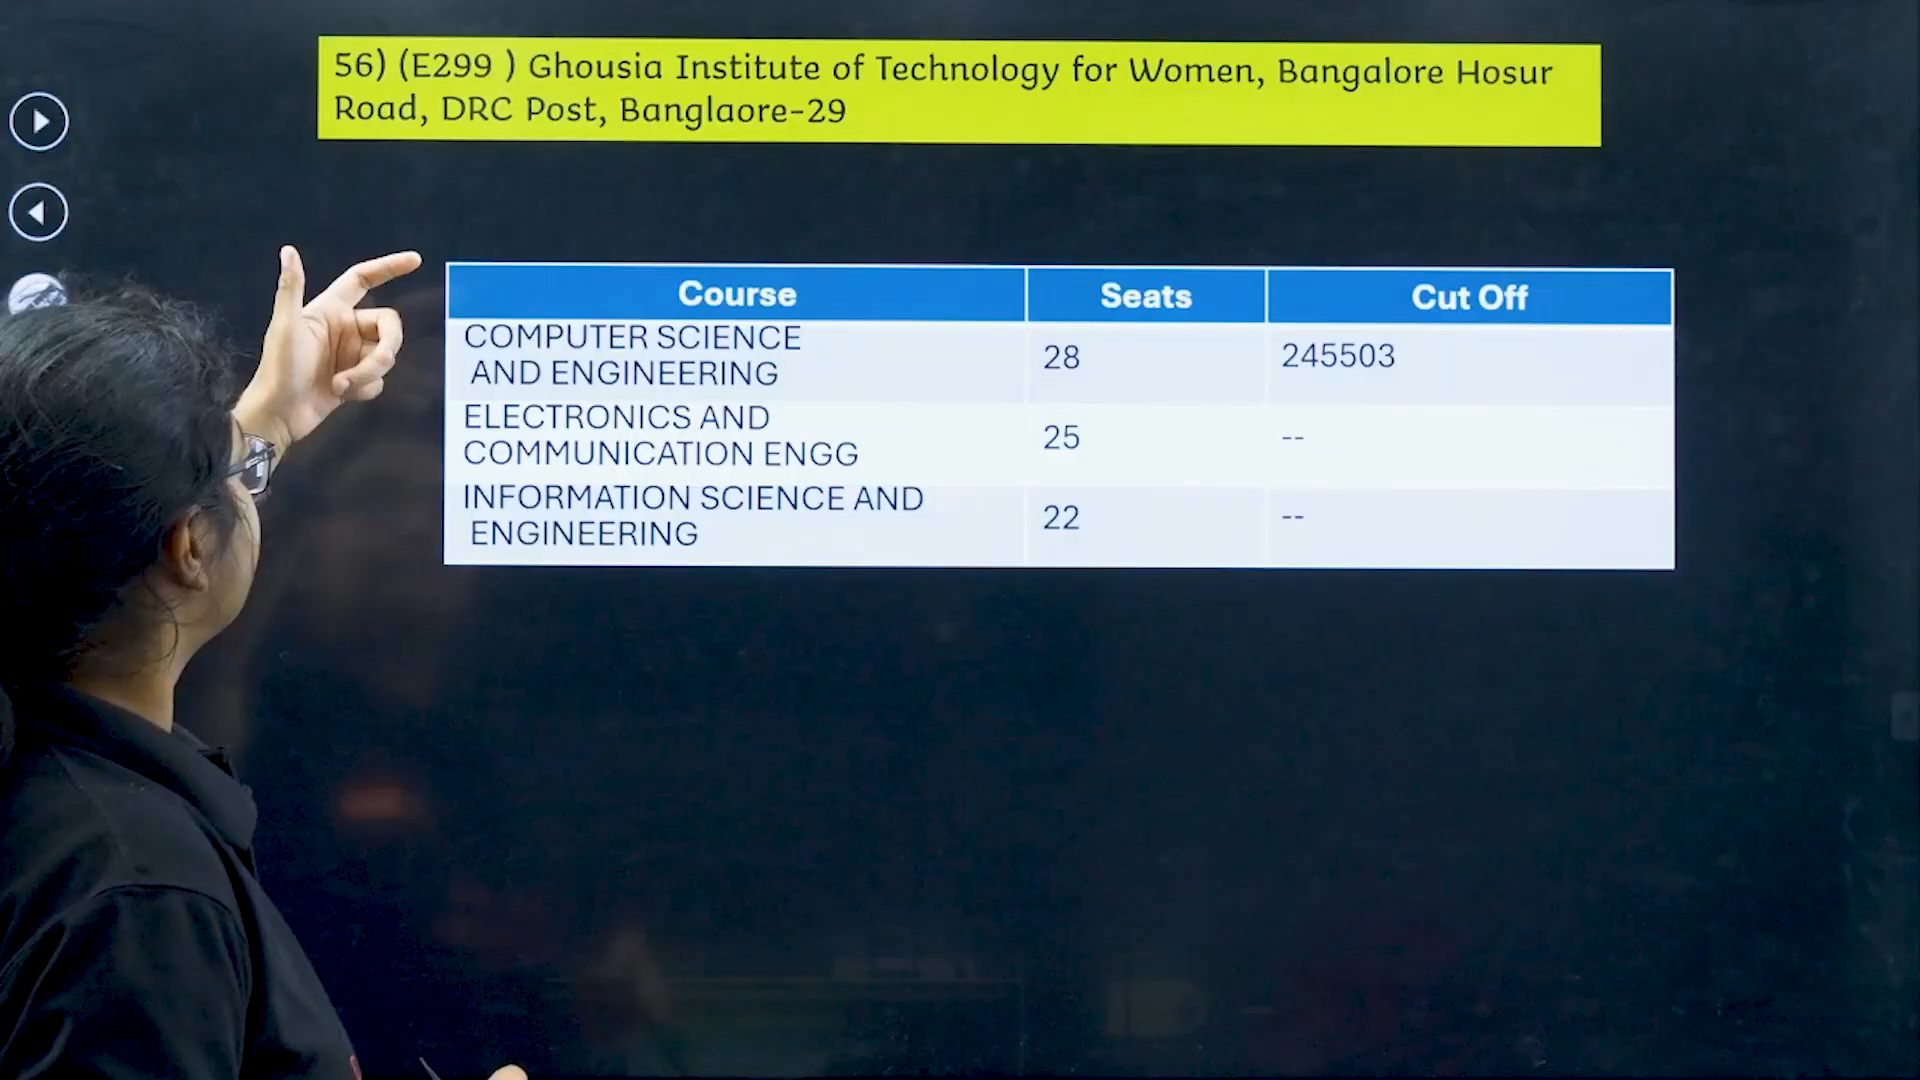 56) (E299 ) Ghousia Institute of Technology for Women, Bangalore Hosur
Road, DRC Post, Banglaore-29
Course Seats Cut Off
COMPUTER SCIENCE
AND ENGINEERING 28 245503
ELECTRONICS AND
COMMUNICATION ENGG 25 --
INFORMATION SCIENCE AND
ENGINEERING 22 --